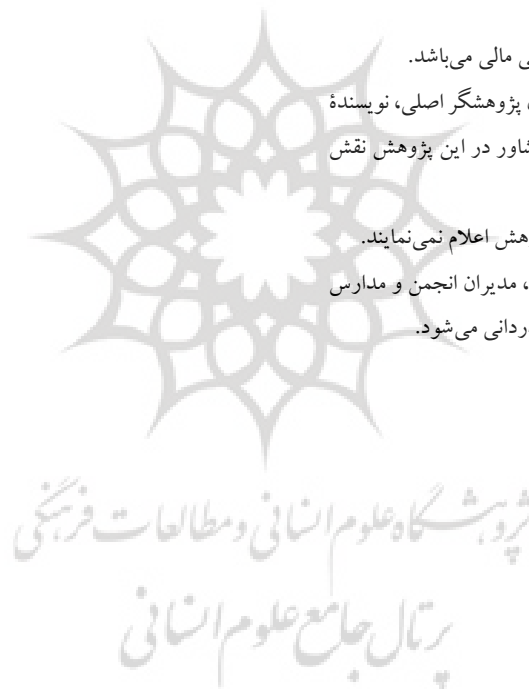 ی مالی می‌باشد.
، پژوهشگر اصلی، نویسندۀ
شاور در این پژوهش نقش
هش اعلام نمی‌نمایند.
، مدیران انجمن و مدارس
ردانی می‌شود.
پژوهشگاه علوم انسانی و مطالعات فرهنگی
پرتال جامع علوم انسانی